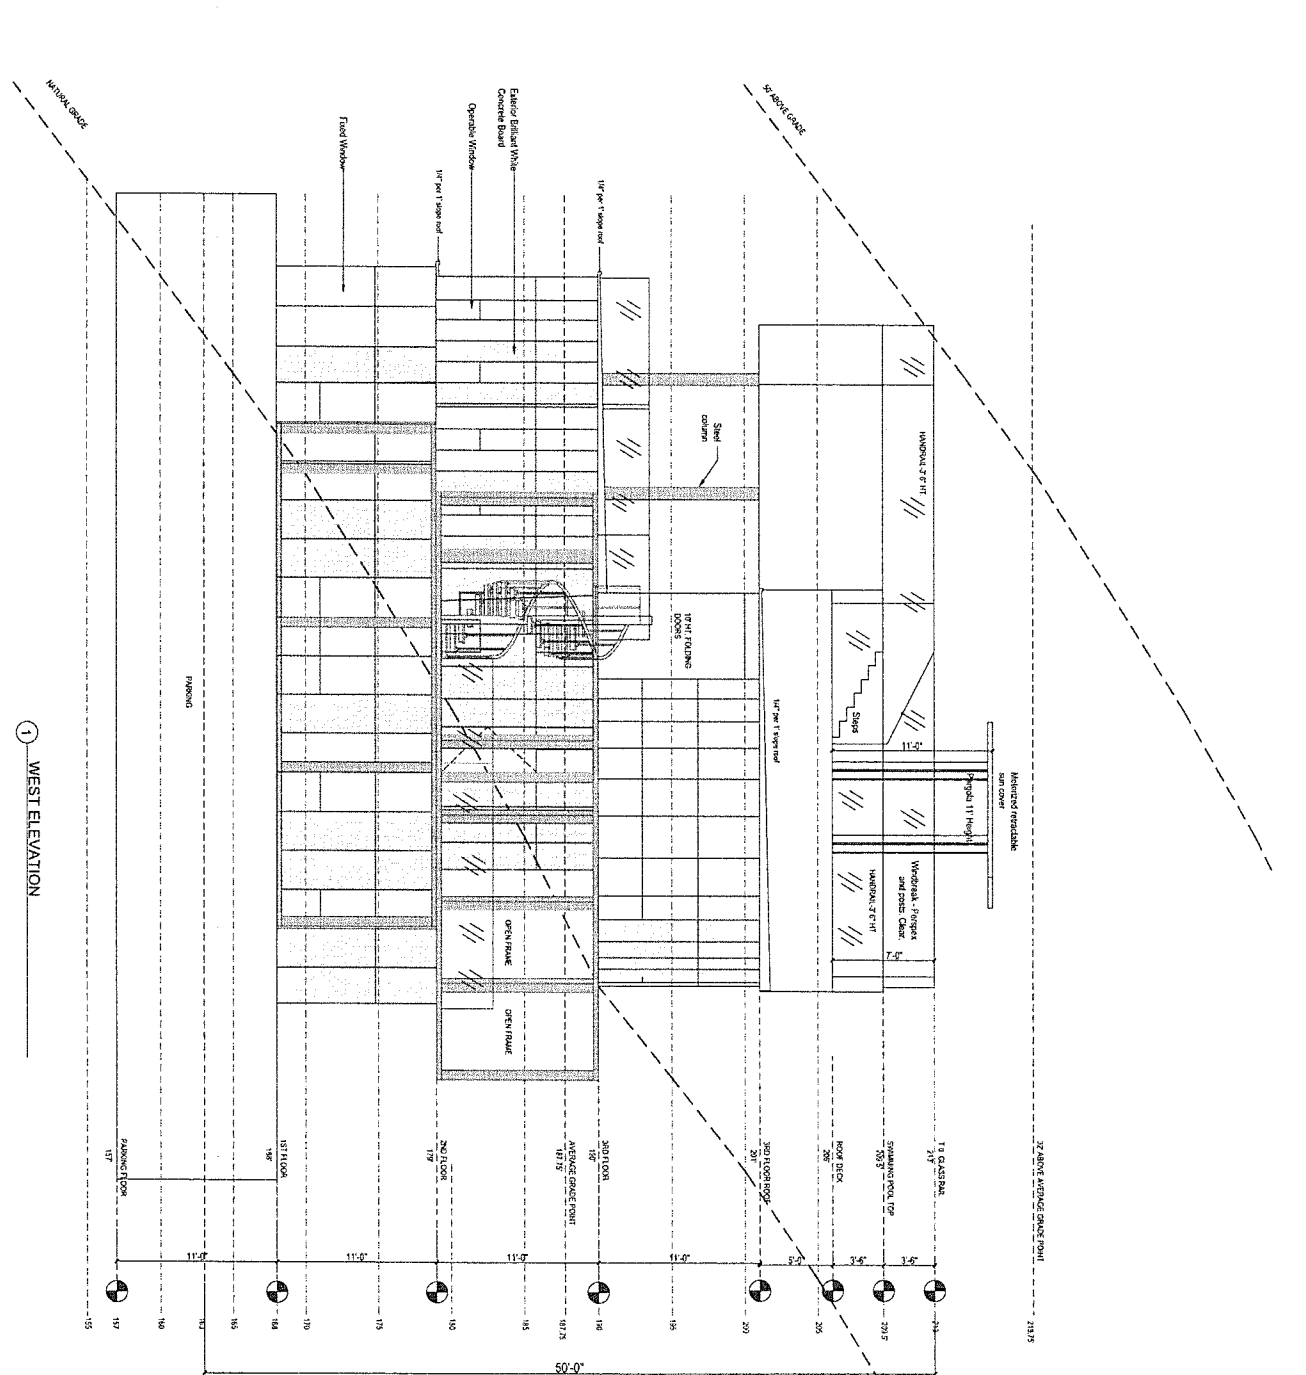 NATURAL GRADE
50' ABOVE GRADE
Exterior Brilliant White
Concrete Board
Operable Window
Fixed Window
1/4" per 1' slope roof
1/4" per 1' slope roof
Steel
column
HANDRAIL-3' 6" HT.
10' HT. FOLDING
DOORS
1/4" per 1' slope roof
Steps
11'-0"
Motorized retractable
sun cover
Pergola 11' Height
Windbreak - Perspex
and posts. Clear.
HANDRAIL-3' 6" HT
7'-0"
OPEN FRAME
OPEN FRAME
PARKING
32' ABOVE AVERAGE GRADE POINT
T.O. GLASS RAIL
213'
SWIMMING POOL TOP
209.5'
ROOF DECK
206'
3RD FLOOR ROOF
201'
3RD FLOOR
190'
AVERAGE GRADE POINT
187.75'
2ND FLOOR
179'
1ST FLOOR
168'
PARKING FLOOR
157'
3'-6"
3'-6"
5'-0"
11'-0"
11'-0"
11'-0"
11'-0"
219.75'
213
209.5'
205
200
195
190
187.75
185
180
175
170
168
165
163
160
157
155
50'-0"
1 WEST ELEVATION